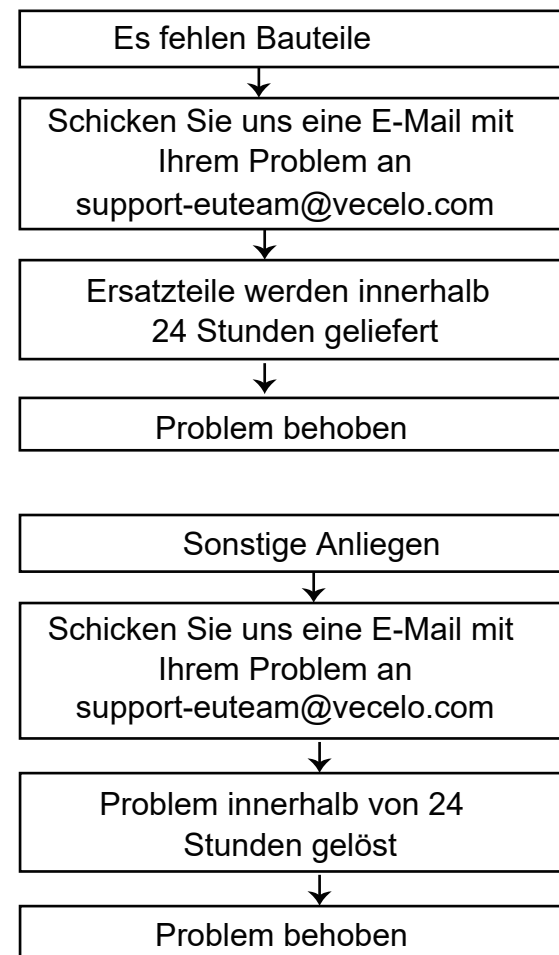 Es fehlen Bauteile
Schicken Sie uns eine E-Mail mit
Ihrem Problem an
support-euteam@vecelo.com
Ersatzteile werden innerhalb
24 Stunden geliefert
Problem behoben
Sonstige Anliegen
Schicken Sie uns eine E-Mail mit
Ihrem Problem an
support-euteam@vecelo.com
Problem innerhalb von 24
Stunden gelöst
Problem behoben